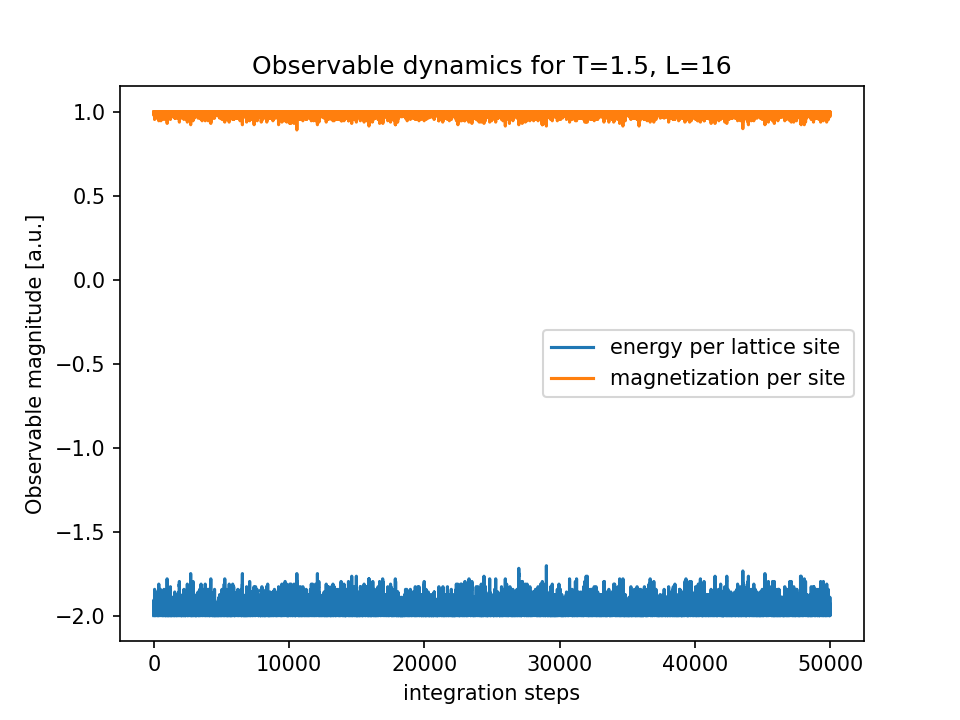 Observable dynamics for T=1.5, L=16
Observable magnitude [a.u.]
1.0
0.5
0.0
−0.5
−1.0
−1.5
−2.0
energy per lattice site
magnetization per site
0 10000 20000 30000 40000 50000
integration steps